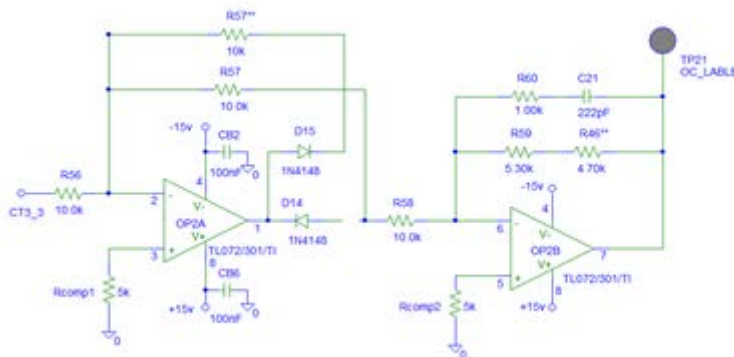 R57**
10k
R57
10.0k
-15v
CB2
100nF
0
4
D15
1N4148
R56
10.0k
CT3_3
2
-
V-
OP2A
V+
+
3
1
8
TL072/301/TI
D14
1N4148
Rcomp1
5k
0
+15v
CB6
100nF
0
R58
10.0k
R60
1.00k
C21
222pF
R59
5.30k
R46**
4.70k
TP21
OC_LABLE
-15v
4
6
-
V-
OP2B
V+
+
5
7
8
TL072/301/TI
Rcomp2
5k
0
+15v